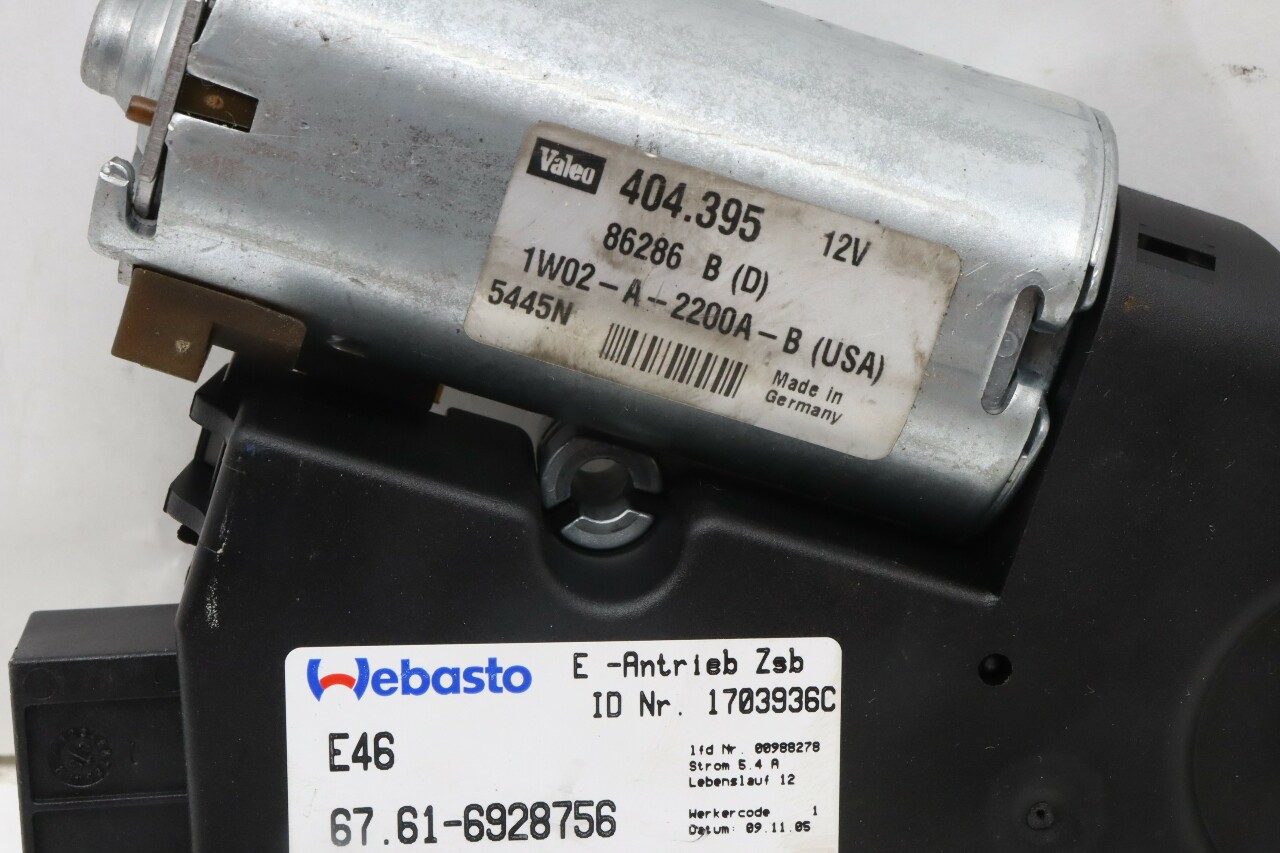 Valeo 404.395 12V
86286 B (D)
1W02-A-2200A-B (USA)
5445N
Made in
Germany
Webasto E -Antrieb Zsb
ID Nr. 1703936C
E46
lfd Nr. 00988278
Strom 5.4 A
Lebenslauf 12
67.61-6928756
Werkercode 1
Datum: 09.11.05